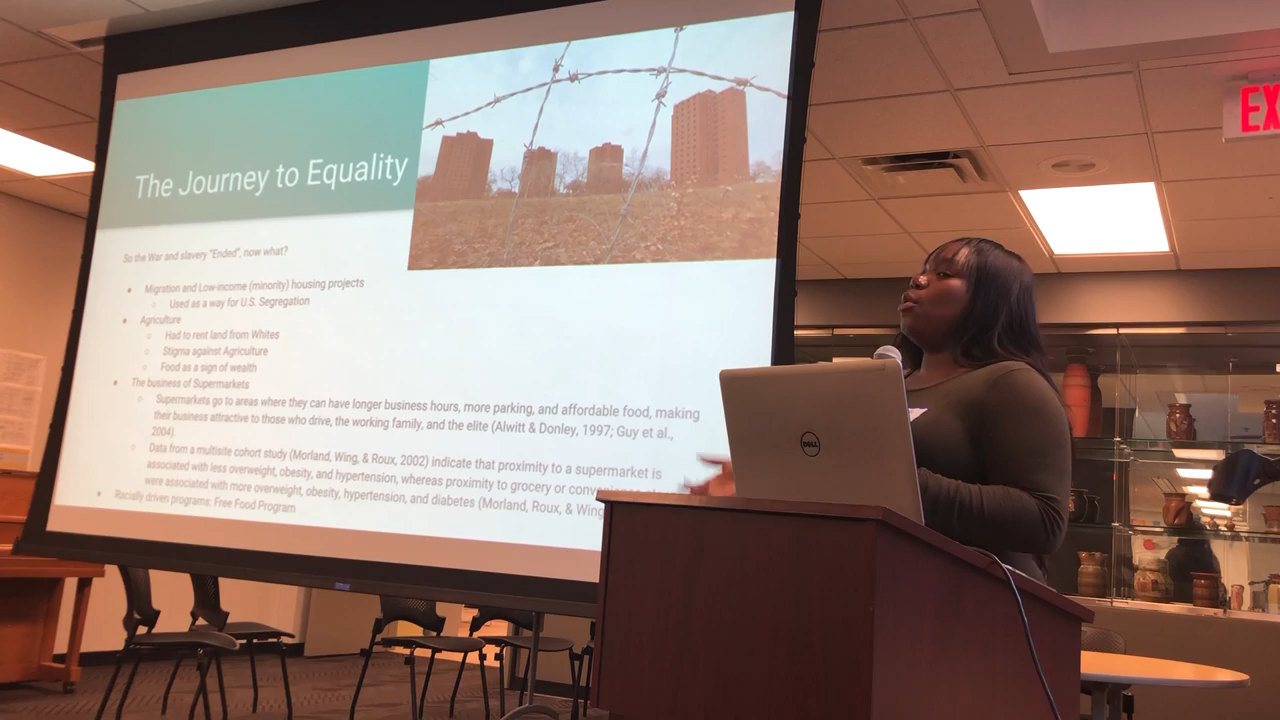 The Journey to Equality
So the War and slavery "Ended", now what?
Migration and Low-income (minority) housing projects
Used as a way for U.S. Segregation
Agriculture
Had to rent land from Whites
Stigma against Agriculture
Food as a sign of wealth
The business of Supermarkets
Supermarkets go to areas where they can have longer business hours, more parking, and affordable food, making
their business attractive to those who drive, the working family, and the elite (Alwitt & Donley, 1997; Guy et al.,
2004).
Data from a multisite cohort study (Morland, Wing, & Roux, 2002) indicate that proximity to a supermarket is
associated with less overweight, obesity, and hypertension, whereas proximity to grocery or
were associated with more overweight, obesity, hypertension, and diabetes (Morland, Roux, & Wing
Racially driven programs: Free Food Program
DELL
EX